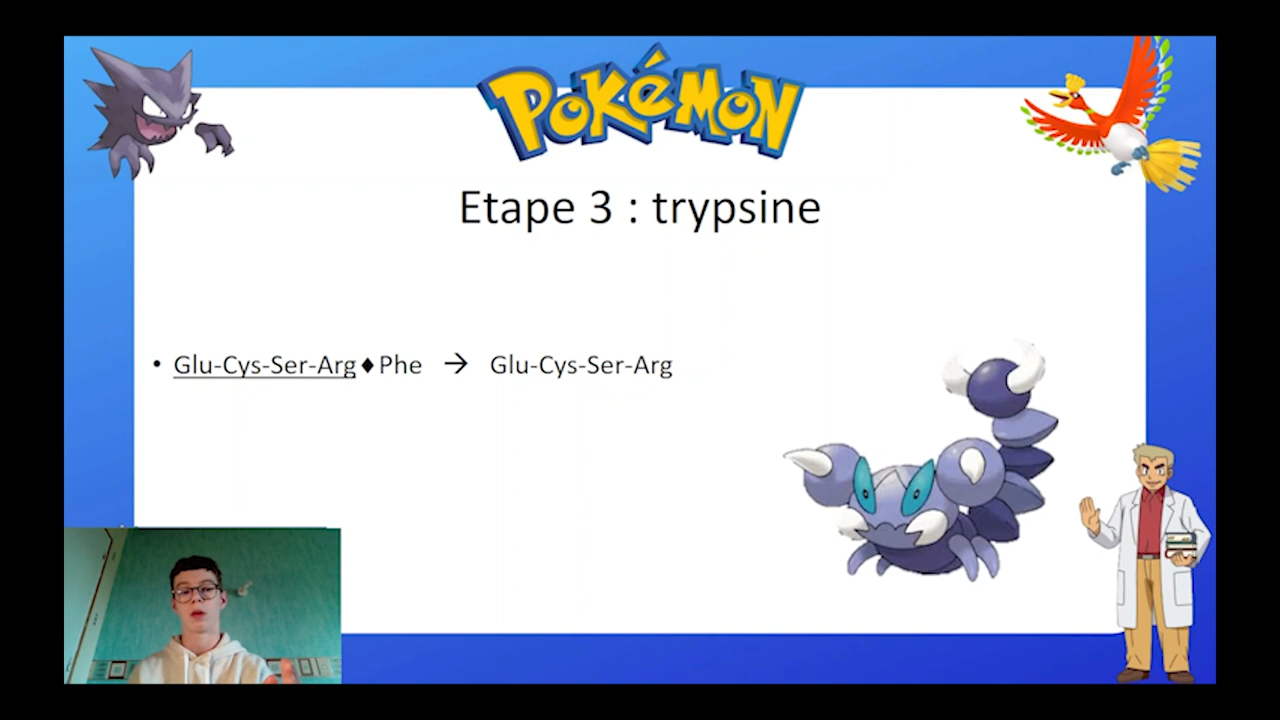 POKéMON
Etape 3 : trypsine
• Glu-Cys-Ser-Arg♦Phe → Glu-Cys-Ser-Arg